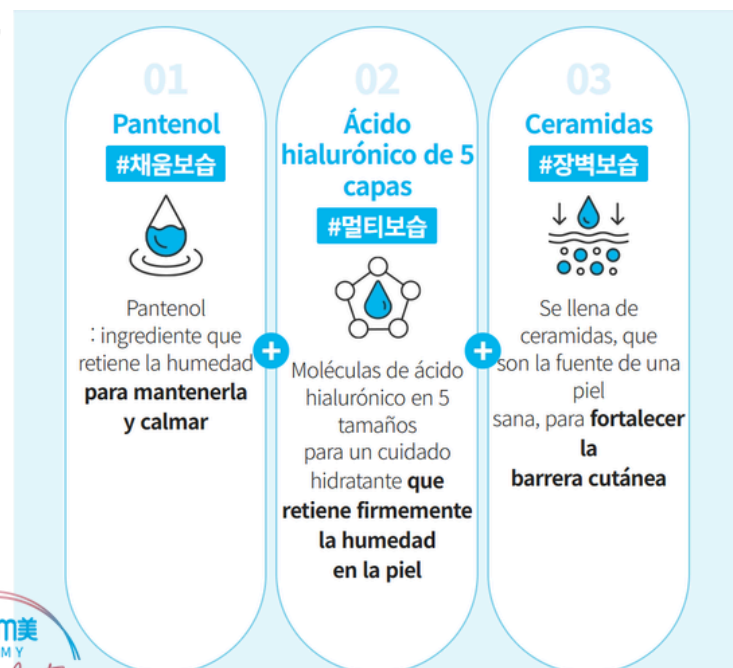 01
Pantenol
#채움보습
Pantenol
: ingrediente que
retiene la humedad
para mantenerla
y calmar
02
Ácido
hialurónico de 5
capas
#멀티보습
Moléculas de ácido
hialurónico en 5
tamaños
para un cuidado
hidratante que
retiene firmemente
la humedad
en la piel
03
Ceramidas
#장벽보습
Se llena de
ceramidas, que
son la fuente de una
piel
sana, para fortalecer
la
barrera cutánea
m美
MY